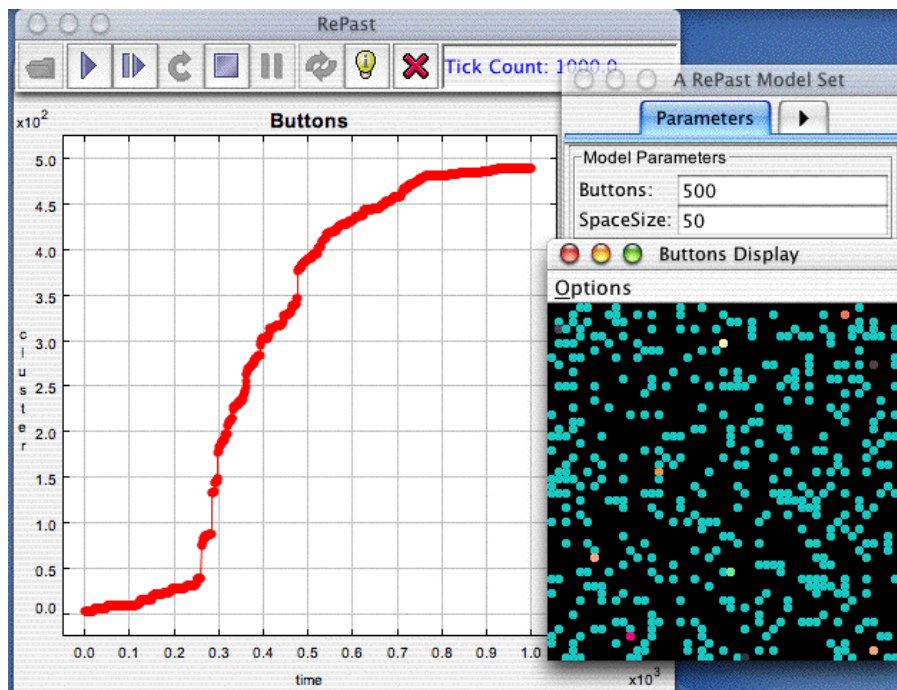 RePast
Tick Count: 1000.0
A RePast Model Set
Parameters
Model Parameters
Buttons: 500
SpaceSize: 50
x10²
Buttons
5.0
4.5
4.0
3.5
3.0
2.5
2.0
1.5
1.0
0.5
0.0
cluster
0.0 0.1 0.2 0.3 0.4 0.5 0.6 0.7 0.8 0.9 1.0
time
x10³
Buttons Display
Options